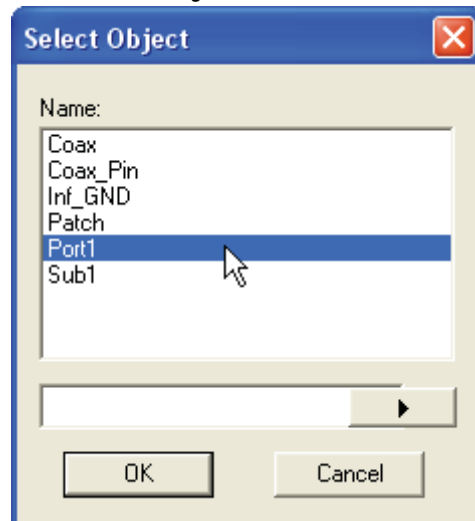 Select Object
Name:
Coax
Coax_Pin
Inf_GND
Patch
Port1
Sub1
OK Cancel